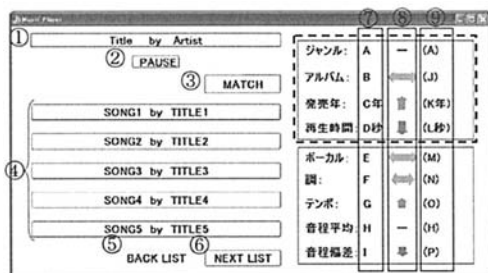 Music Player
① Title by Artist
② PAUSE
③ MATCH
④
SONG1 by TITLE1
SONG2 by TITLE2
SONG3 by TITLE3
SONG4 by TITLE4
SONG5 by TITLE5
⑤ ⑥
BACK LIST NEXT LIST
⑦ ⑧ ⑨
ジャンル: A － (A)
アルバム: B (J)
発売年: C年 (K年)
再生時間: D秒 (L秒)
ボーカル: E (M)
調: F (N)
テンポ: G (O)
音程平均: H － (H)
音程偏差: I (P)